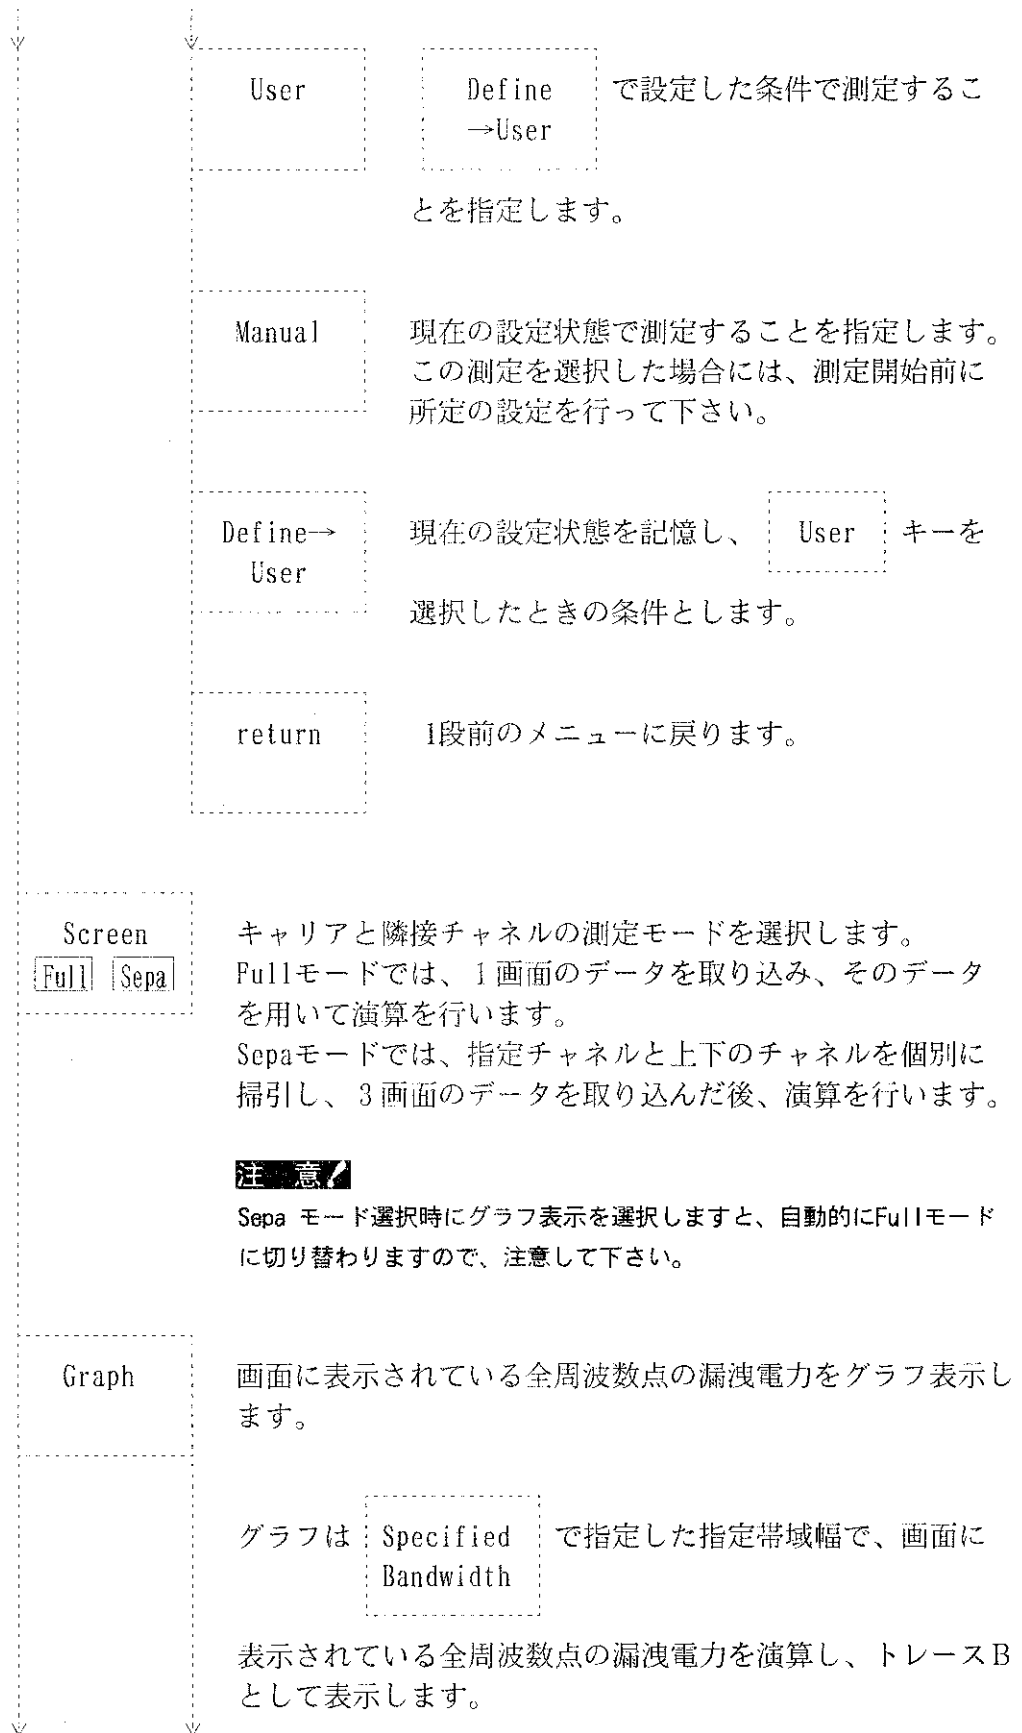 User Define で設定した条件で測定するこ
→User
とを指定します。
Manual 現在の設定状態で測定することを指定します。
この測定を選択した場合には、測定開始前に
所定の設定を行って下さい。
Define→ 現在の設定状態を記憶し、 User キーを
User
選択したときの条件とします。
return 1段前のメニューに戻ります。
Screen キャリアと隣接チャネルの測定モードを選択します。
Full Sepa Fullモードでは、1画面のデータを取り込み、そのデータ
を用いて演算を行います。
Sepaモードでは、指定チャネルと上下のチャネルを個別に
掃引し、3画面のデータを取り込んだ後、演算を行います。
注 意!
Sepa モード選択時にグラフ表示を選択しますと、自動的にFullモード
に切り替わりますので、注意して下さい。
Graph 画面に表示されている全周波数点の漏洩電力をグラフ表示し
ます。
グラフは Specified で指定した指定帯域幅で、画面に
Bandwidth
表示されている全周波数点の漏洩電力を演算し、トレースB
として表示します。